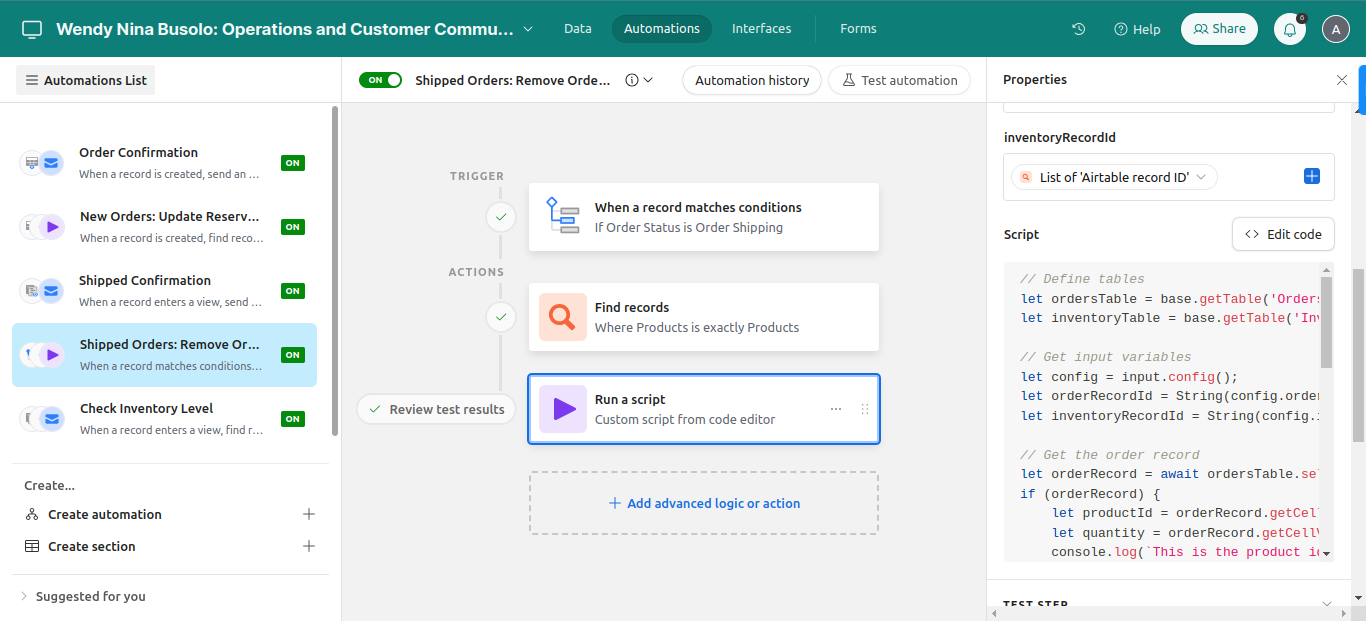 Wendy Nina Busolo: Operations and Customer Commu...
Data
Automations
Interfaces
Forms
Help
Share
6
A
Automations List
ON
Shipped Orders: Remove Orde...
Automation history
Test automation
Properties
Order Confirmation
When a record is created, send an ...
ON
New Orders: Update Reserv...
When a record is created, find reco...
ON
Shipped Confirmation
When a record enters a view, send ...
ON
Shipped Orders: Remove Or...
When a record matches conditions...
ON
Check Inventory Level
When a record enters a view, find r...
ON
Create...
Create automation
Create section
Suggested for you
TRIGGER
When a record matches conditions
If Order Status is Order Shipping
ACTIONS
Find records
Where Products is exactly Products
Review test results
Run a script
Custom script from code editor
Add advanced logic or action
inventoryRecordId
List of 'Airtable record ID'
Script
Edit code
// Define tables
let ordersTable = base.getTable('Orders
let inventoryTable = base.getTable('Inv
// Get input variables
let config = input.config();
let orderRecordId = String(config.order
let inventoryRecordId = String(config.i
// Get the order record
let orderRecord = await ordersTable.sel
if (orderRecord) {
let productId = orderRecord.getCell
let quantity = orderRecord.getCellV
console.log(`This is the product id
TEST STEP